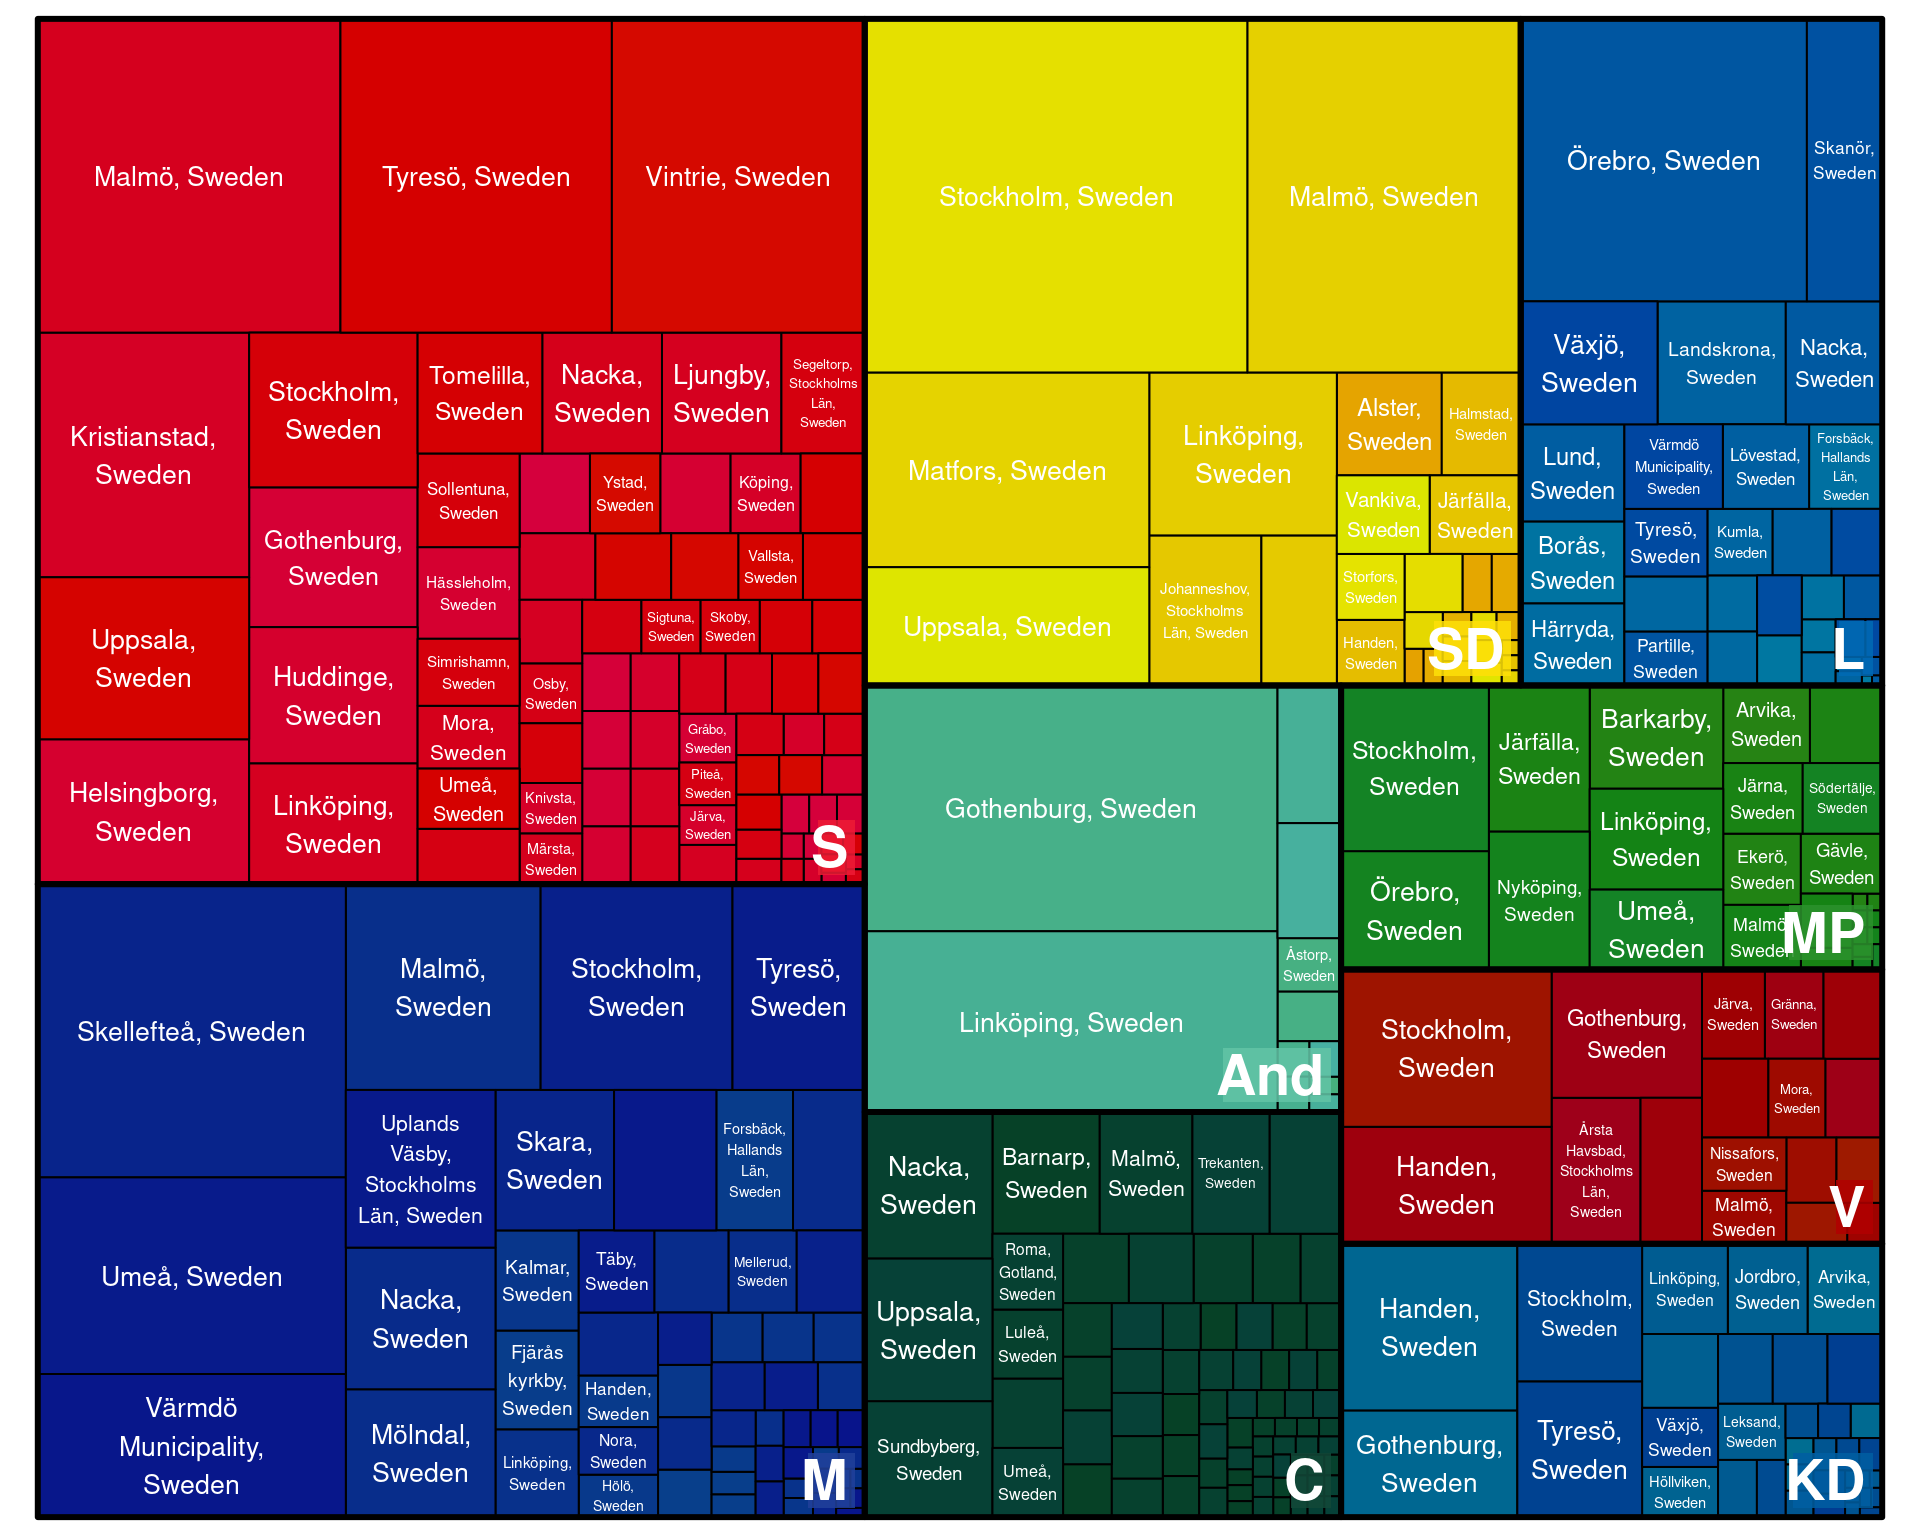 Malmö, Sweden
Tyresö, Sweden
Vintrie, Sweden
Kristianstad,
Sweden
Uppsala,
Sweden
Helsingborg,
Sweden
Stockholm,
Sweden
Gothenburg,
Sweden
Huddinge,
Sweden
Linköping,
Sweden
Tomelilla,
Sweden
Nacka,
Sweden
Ljungby,
Sweden
Segeltorp,
Stockholms
Län,
Sweden
Sollentuna,
Sweden
Hässleholm,
Sweden
Simrishamn,
Sweden
Mora,
Sweden
Umeå,
Sweden
Ystad,
Sweden
Köping,
Sweden
Vallsta,
Sweden
Sigtuna,
Sweden
Skoby,
Sweden
Osby,
Sweden
Knivsta,
Sweden
Märsta,
Sweden
Gråbo,
Sweden
Piteå,
Sweden
Järva,
Sweden
S
Stockholm, Sweden
Malmö, Sweden
Matfors, Sweden
Uppsala, Sweden
Linköping,
Sweden
Johanneshov,
Stockholms
Län, Sweden
Alster,
Sweden
Halmstad,
Sweden
Vankiva,
Sweden
Järfälla,
Sweden
Storfors,
Sweden
Handen,
Sweden
SD
Örebro, Sweden
Skanör,
Sweden
Växjö,
Sweden
Landskrona,
Sweden
Nacka,
Sweden
Lund,
Sweden
Borås,
Sweden
Härryda,
Sweden
Värmdö
Municipality,
Sweden
Lövestad,
Sweden
Forsbäck,
Hallands
Län,
Sweden
Tyresö,
Sweden
Kumla,
Sweden
Partille,
Sweden
L
Skellefteå, Sweden
Umeå, Sweden
Värmdö
Municipality,
Sweden
Malmö,
Sweden
Stockholm,
Sweden
Tyresö,
Sweden
Uplands
Väsby,
Stockholms
Län, Sweden
Nacka,
Sweden
Mölndal,
Sweden
Skara,
Sweden
Forsbäck,
Hallands
Län,
Sweden
Kalmar,
Sweden
Fjärås
kyrkby,
Sweden
Linköping,
Sweden
Täby,
Sweden
Mellerud,
Sweden
Handen,
Sweden
Nora,
Sweden
Hölö,
Sweden
M
Gothenburg, Sweden
Linköping, Sweden
Åstorp,
Sweden
And
Nacka,
Sweden
Uppsala,
Sweden
Sundbyberg,
Sweden
Barnarp,
Sweden
Malmö,
Sweden
Trekanten,
Sweden
Roma,
Gotland,
Sweden
Luleå,
Sweden
Umeå,
Sweden
C
Stockholm,
Sweden
Örebro,
Sweden
Järfälla,
Sweden
Nyköping,
Sweden
Barkarby,
Sweden
Linköping,
Sweden
Umeå,
Sweden
Arvika,
Sweden
Järna,
Sweden
Södertälje,
Sweden
Ekerö,
Sweden
Gävle,
Sweden
Malmö,
Sweden
MP
Stockholm,
Sweden
Handen,
Sweden
Gothenburg,
Sweden
Årsta
Havsbad,
Stockholms
Län,
Sweden
Järva,
Sweden
Gränna,
Sweden
Mora,
Sweden
Nissafors,
Sweden
Malmö,
Sweden
V
Handen,
Sweden
Gothenburg,
Sweden
Stockholm,
Sweden
Tyresö,
Sweden
Linköping,
Sweden
Jordbro,
Sweden
Arvika,
Sweden
Växjö,
Sweden
Höllviken,
Sweden
Leksand,
Sweden
KD